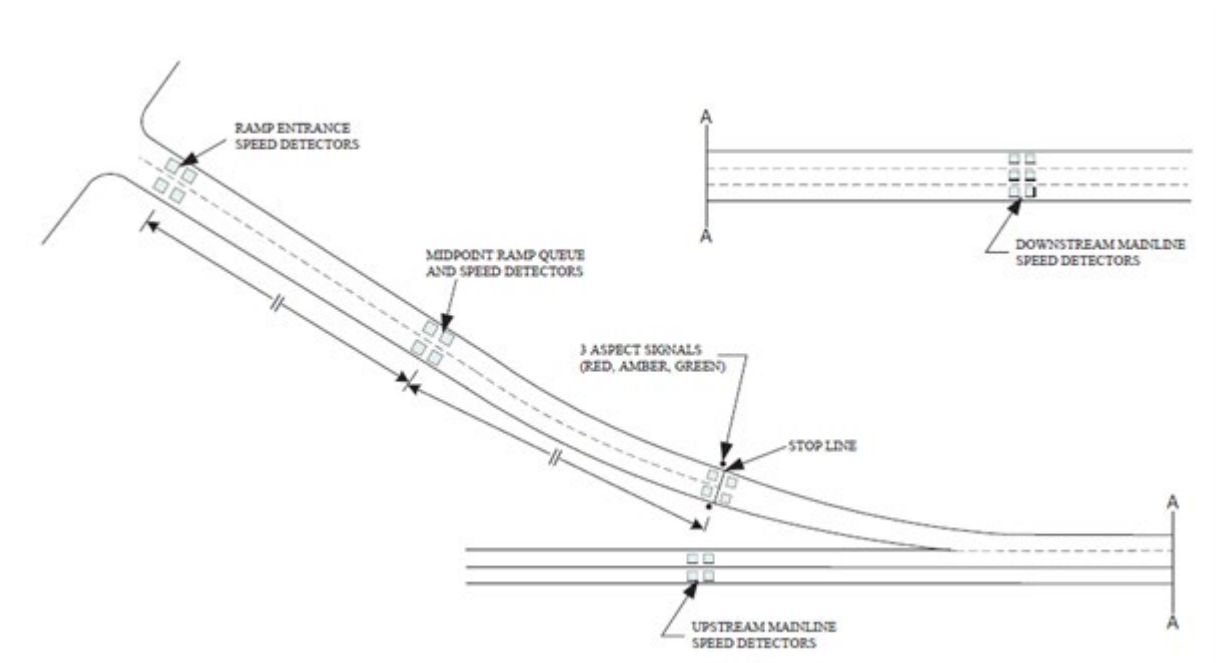 RAMP ENTRANCE
SPEED DETECTORS
A
A
DOWNSTREAM MAINLINE
SPEED DETECTORS
MIDPOINT RAMP QUEUE
AND SPEED DETECTORS
3 ASPECT SIGNALS
(RED, AMBER, GREEN)
STOP LINE
A
A
UPSTREAM MAINLINE
SPEED DETECTORS